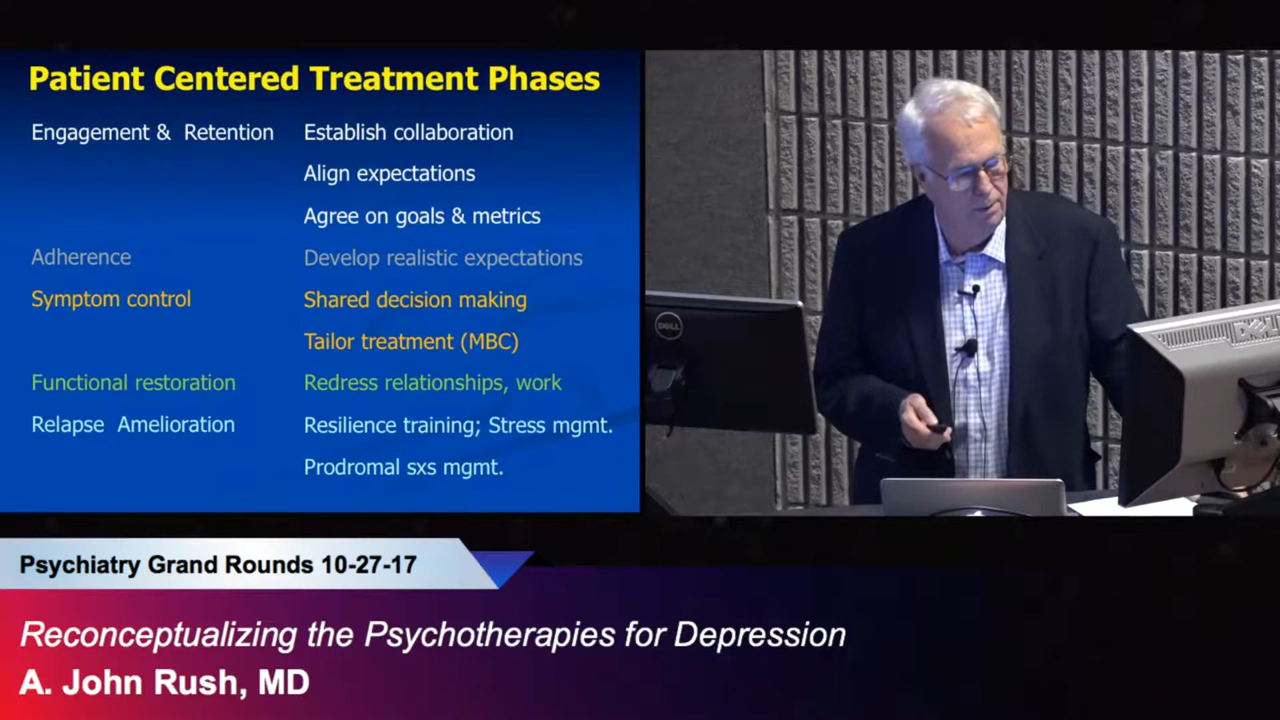 Patient Centered Treatment Phases
Engagement & Retention Establish collaboration
Align expectations
Agree on goals & metrics
Adherence Develop realistic expectations
Symptom control Shared decision making
Tailor treatment (MBC)
Functional restoration Redress relationships, work
Relapse Amelioration Resilience training; Stress mgmt.
Prodromal sxs mgmt.
DELL
DELL
Psychiatry Grand Rounds 10-27-17
Reconceptualizing the Psychotherapies for Depression
A. John Rush, MD